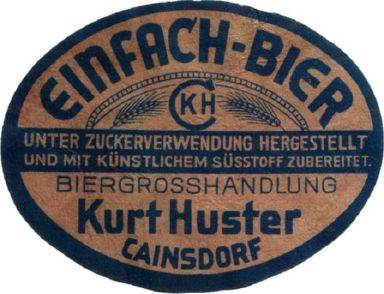 EINFACH-BIER
CKH
UNTER ZUCKERVERWENDUNG HERGESTELLT
UND MIT KÜNSTLICHEM SÜSSTOFF ZUBEREITET.
BIERGROSSHANDLUNG
Kurt Huster
CAINSDORF